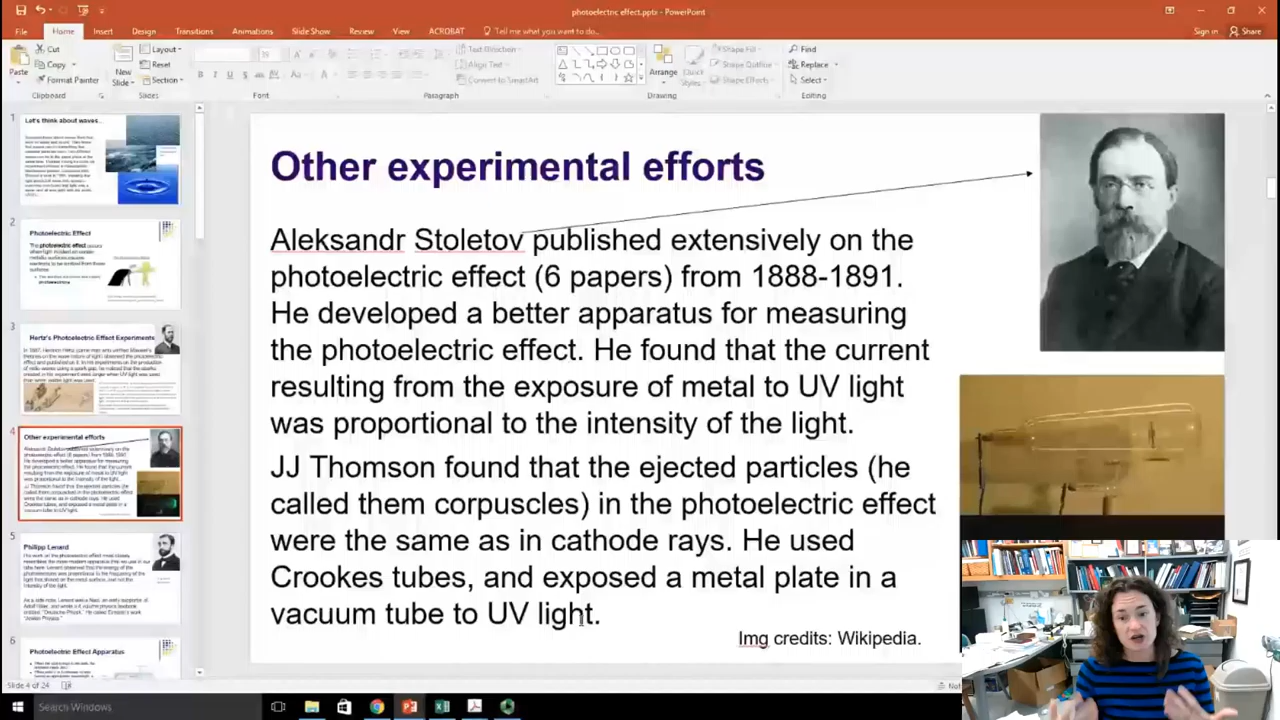 photoelectric effect.pptx - PowerPoint
File Home Insert Design Transitions Animations Slide Show Review View ACROBAT Tell me what you want to do... Sign in Share
Paste
Cut
Copy
Format Painter
Clipboard
New
Slide
Layout
Reset
Section
Slides
Font
Text Direction
Align Text
Convert to SmartArt
Paragraph
Arrange
Quick
Styles
Shape Fill
Shape Outline
Shape Effects
Drawing
Find
Replace
Select
Editing
1
Let's think about waves...
2
Photoelectric Effect
3
Hertz's Photoelectric Effect Experiments
4
Other experimental efforts
5
Philipp Lenard
6
Photoelectric Effect Apparatus
Other experimental efforts
Aleksandr Stoletov published extensively on the
photoelectric effect (6 papers) from 1888-1891.
He developed a better apparatus for measuring
the photoelectric effect. He found that the current
resulting from the exposure of metal to UV light
was proportional to the intensity of the light.
JJ Thomson found that the ejected particles (he
called them corpuscles) in the photoelectric effect
were the same as in cathode rays. He used
Crookes tubes, and exposed a metal plate in a
vacuum tube to UV light.
Img credits: Wikipedia.
Slide 4 of 24
Search Windows